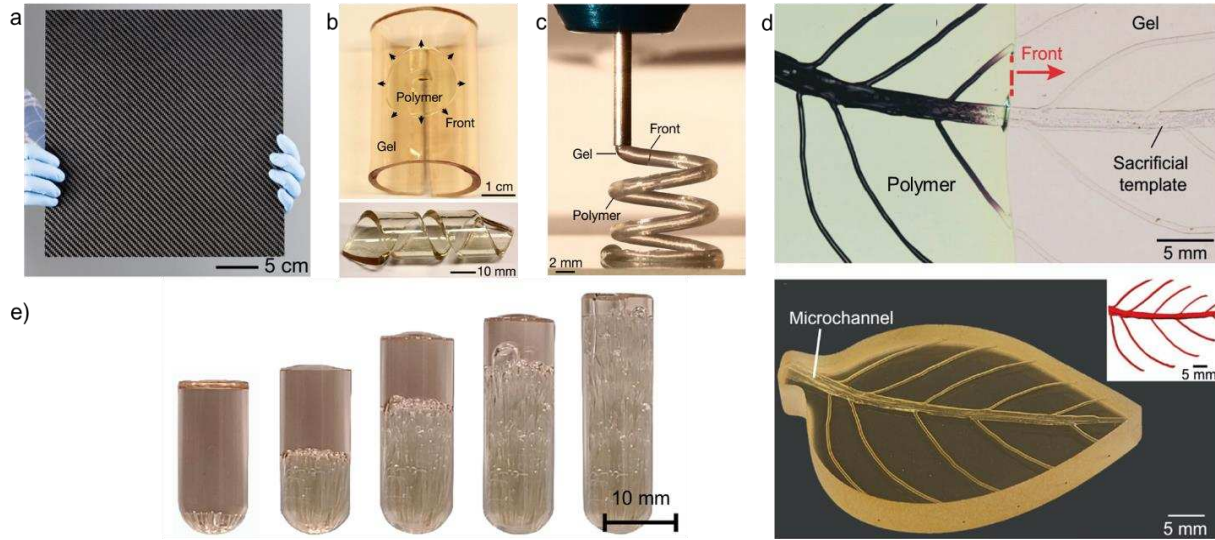 a
5 cm
b
Polymer
Front
Gel
1 cm
10 mm
c
Gel
Front
Polymer
2 mm
d
Gel
Front
Sacrificial
template
Polymer
5 mm
e)
10 mm
Microchannel
5 mm
5 mm